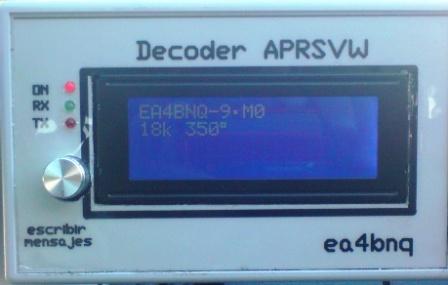 Decoder APRSVW
ON
RX
TX
EA4BNQ-9·M0
18k 350°
escribir
mensajes
ea4bnq